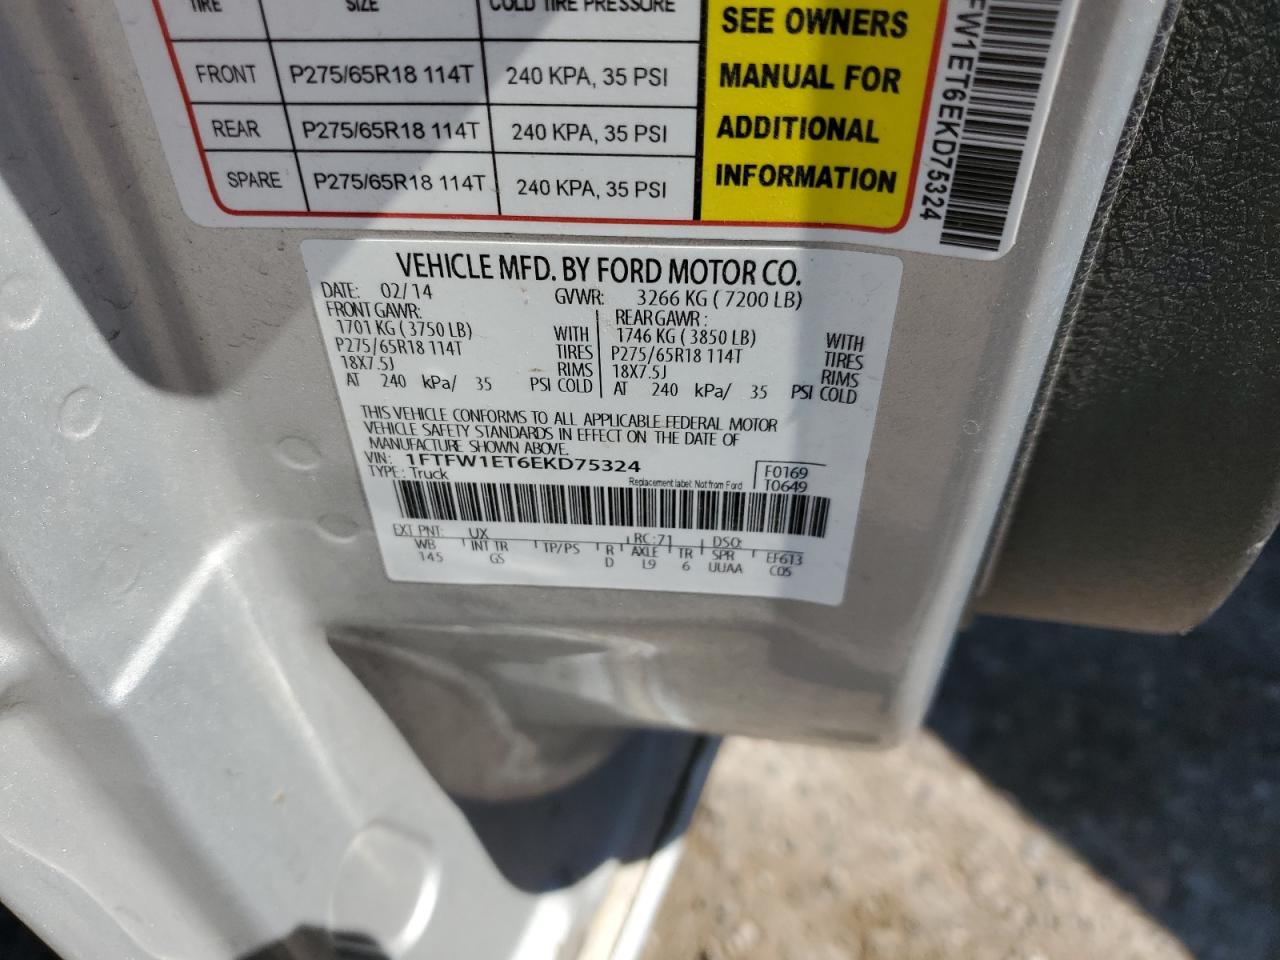 TIRE SIZE COLD TIRE PRESSURE
FRONT P275/65R18 114T 240 KPA, 35 PSI
REAR P275/65R18 114T 240 KPA, 35 PSI
SPARE P275/65R18 114T 240 KPA, 35 PSI
SEE OWNERS
MANUAL FOR
ADDITIONAL
INFORMATION
FW1ET6EKD75324
VEHICLE MFD. BY FORD MOTOR CO.
DATE: 02/14 GVWR: 3266 KG ( 7200 LB)
FRONT GAWR: REAR GAWR :
1701 KG ( 3750 LB) WITH 1746 KG ( 3850 LB) WITH
P275/65R18 114T TIRES P275/65R18 114T TIRES
18X7.5J RIMS 18X7.5J RIMS
AT 240 kPa/ 35 PSI COLD AT 240 kPa/ 35 PSI COLD
THIS VEHICLE CONFORMS TO ALL APPLICABLE FEDERAL MOTOR
VEHICLE SAFETY STANDARDS IN EFFECT ON THE DATE OF
MANUFACTURE SHOWN ABOVE.
VIN: 1FTFW1ET6EKD75324 F0169
TYPE: Truck Replacement label: Not from Ford T0649
EXT PNT: UX RC: 71 DSO:
WB INT TR TP/PS R AXLE TR SPR EF613
145 GS D L9 6 UUAA C05